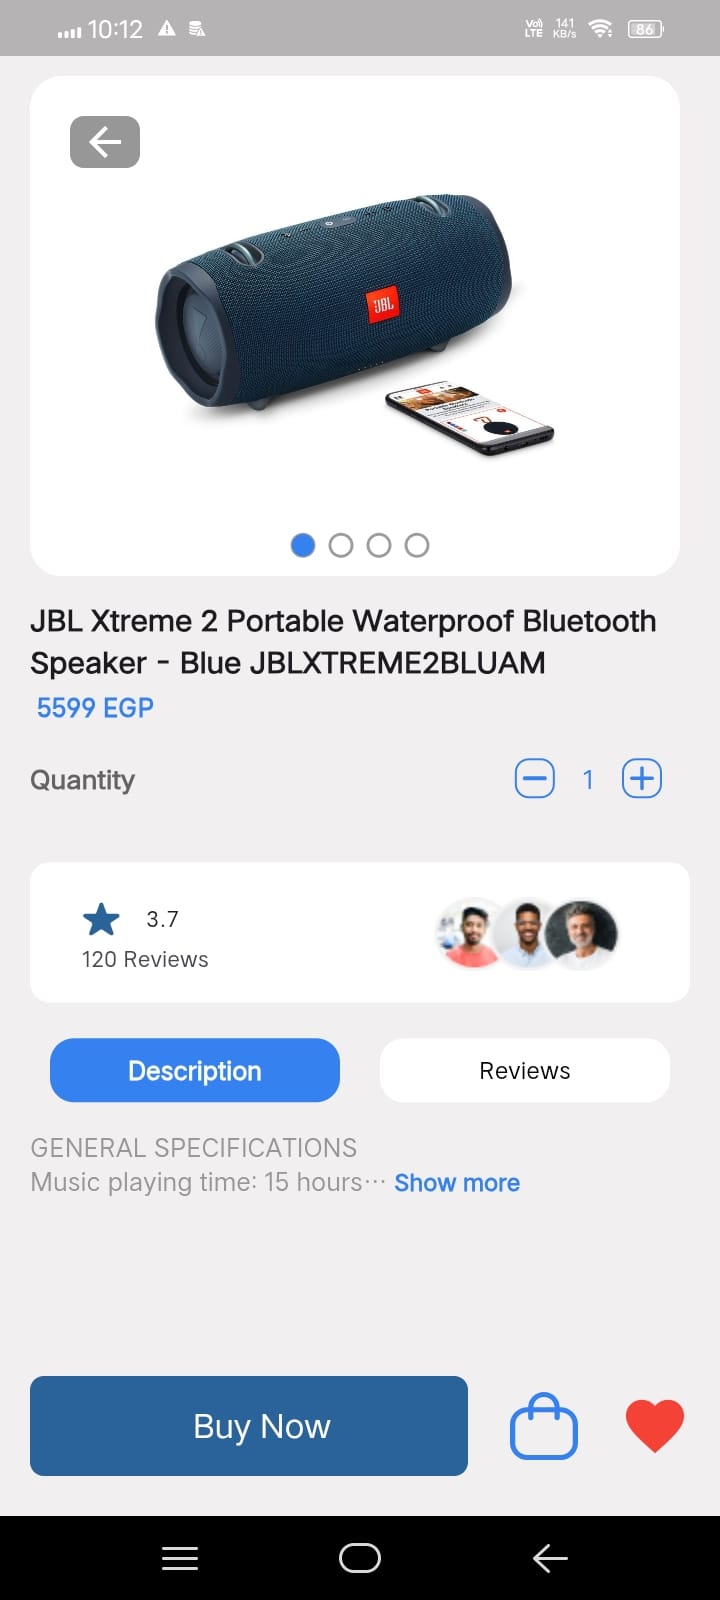 10:12
Vo)) LTE
141 KB/s
86
JBL
JBL Xtreme 2 Portable Waterproof Bluetooth
Speaker - Blue JBLXTREME2BLUAM
5599 EGP
Quantity
1
3.7
120 Reviews
Description
Reviews
GENERAL SPECIFICATIONS
Music playing time: 15 hours··· Show more
Buy Now